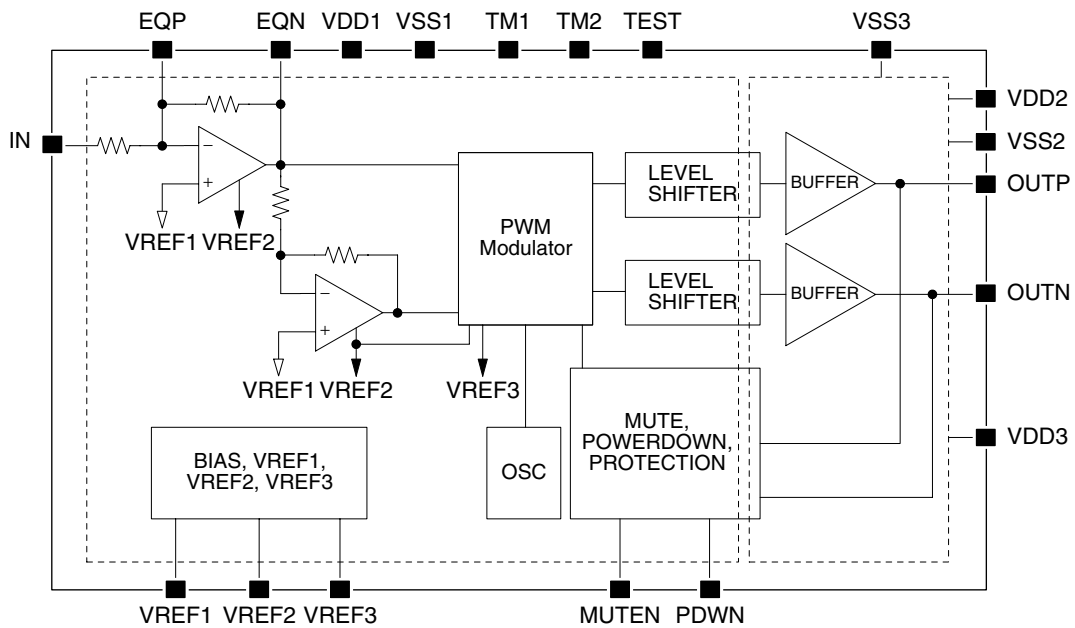 EQP EQN VDD1 VSS1 TM1 TM2 TEST VSS3
VDD2
IN
VSS2
LEVEL
SHIFTER
BUFFER
OUTP
VREF1 VREF2
PWM
Modulator
LEVEL
SHIFTER
BUFFER
OUTN
VREF1 VREF2 VREF3
MUTE,
POWERDOWN,
PROTECTION
VDD3
BIAS, VREF1,
VREF2, VREF3
OSC
VREF1 VREF2 VREF3 MUTEN PDWN